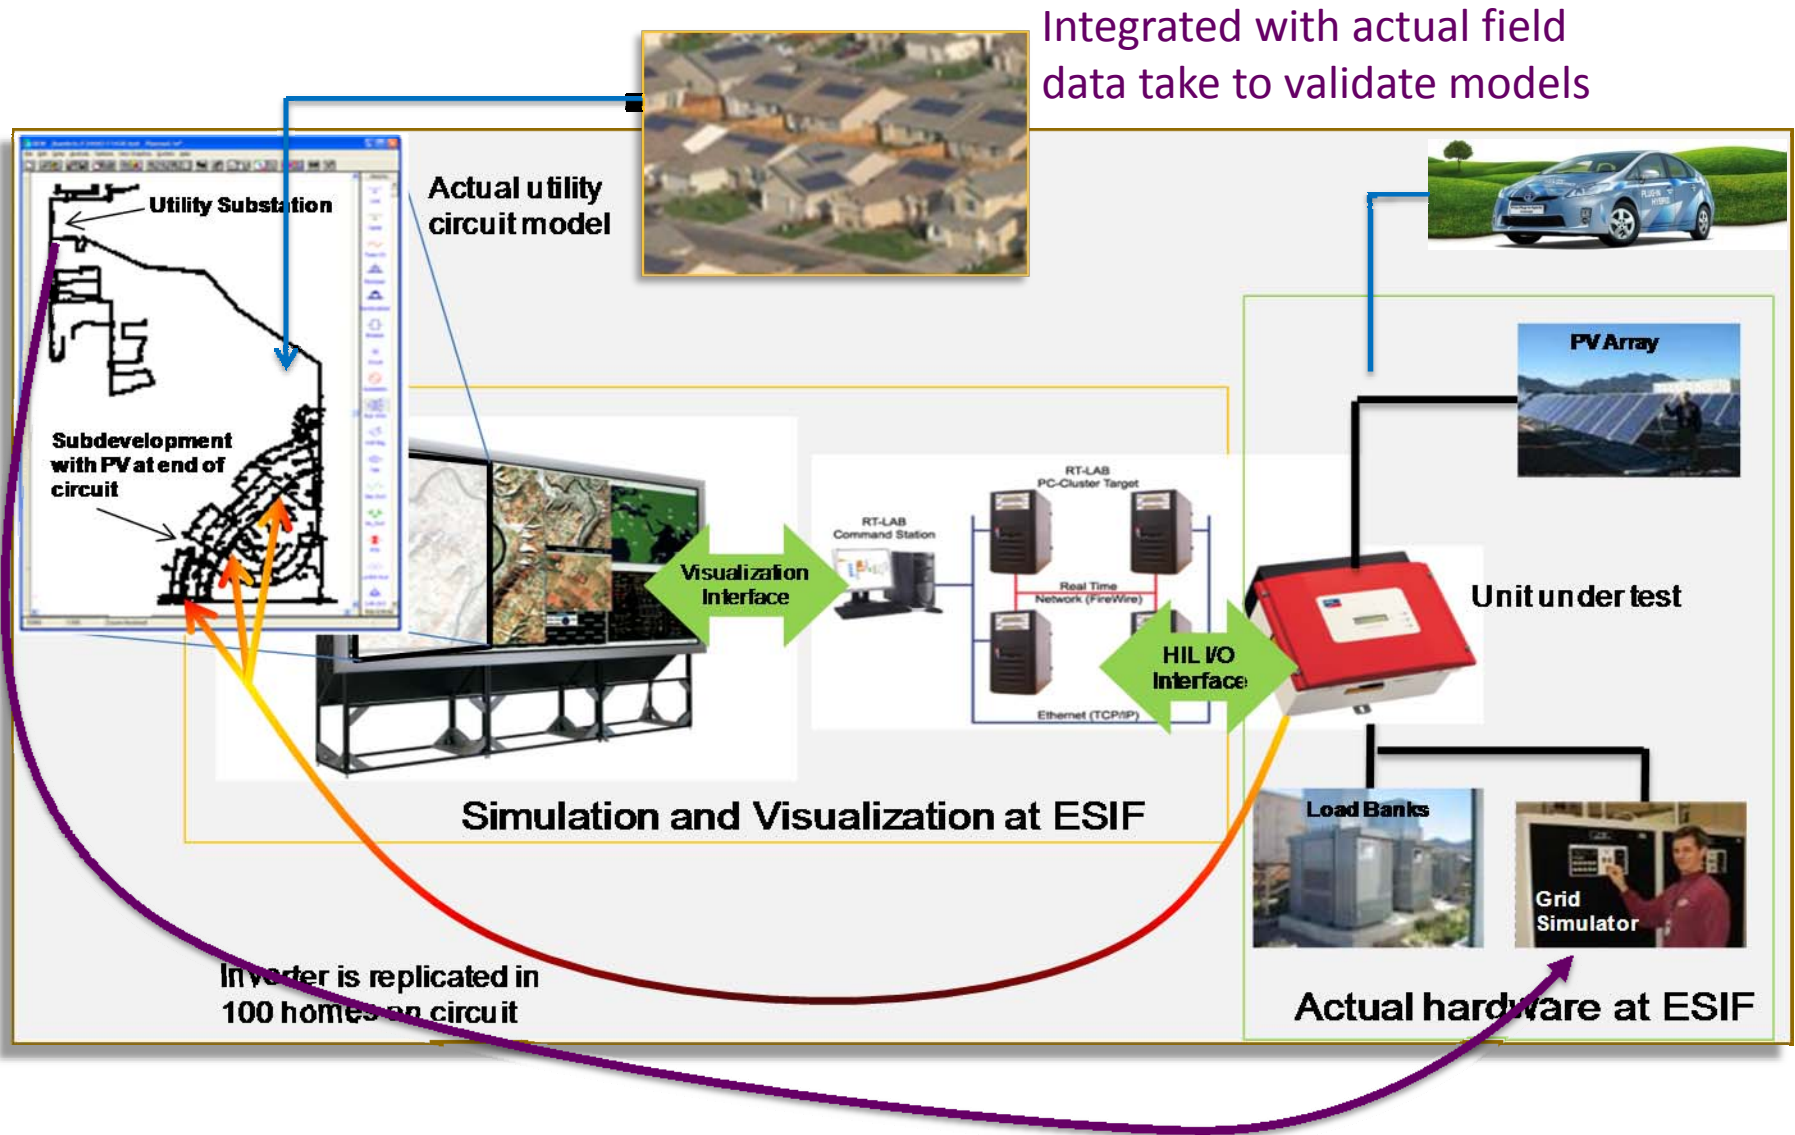 Integrated with actual field
data take to validate models
Actual utility
circuit model
Utility Substation
Subdevelopment
with PV at end of
circuit
PLUG-IN
HYBRID
PV Array
RT-LAB
PC-Cluster Target
RT-LAB
Command Station
Visualization
Interface
Real Time
Network (FireWire)
HIL I/O
Interface
Ethernet (TCP/IP)
Unit under test
Simulation and Visualization at ESIF
Load Banks
Grid
Simulator
Inverter is replicated in
100 homes on circuit
Actual hardware at ESIF